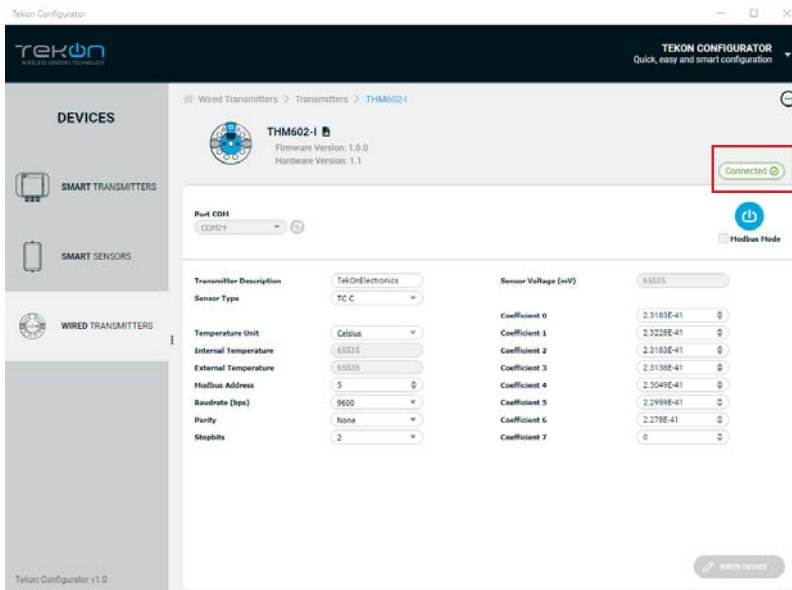 Tekon Configurator
TEKON
WIRELESS SENSORS TECHNOLOGY
TEKON CONFIGURATOR
Quick, easy and smart configuration
DEVICES
SMART TRANSMITTERS
SMART SENSORS
WIRED TRANSMITTERS
Tekon Configurator v1.0
Wired Transmitters > Transmitters > THM602-I
THM602-I
Firmware Version: 1.0.0
Hardware Version: 1.1
Connected
Port COM
COM24
Modbus Mode
Transmitter Description TekOnElectronics
Sensor Type TC C
Temperature Unit Celsius
Internal Temperature 65535
External Temperature 65535
Modbus Address 5
Baudrate (bps) 9600
Parity None
Stopbits 2
Sensor Voltage (mV) 65535
Coefficient 0 2.3183E-41
Coefficient 1 2.3228E-41
Coefficient 2 2.3183E-41
Coefficient 3 2.3138E-41
Coefficient 4 2.3049E-41
Coefficient 5 2.2959E-41
Coefficient 6 2.278E-41
Coefficient 7 0
WRITE DEVICE